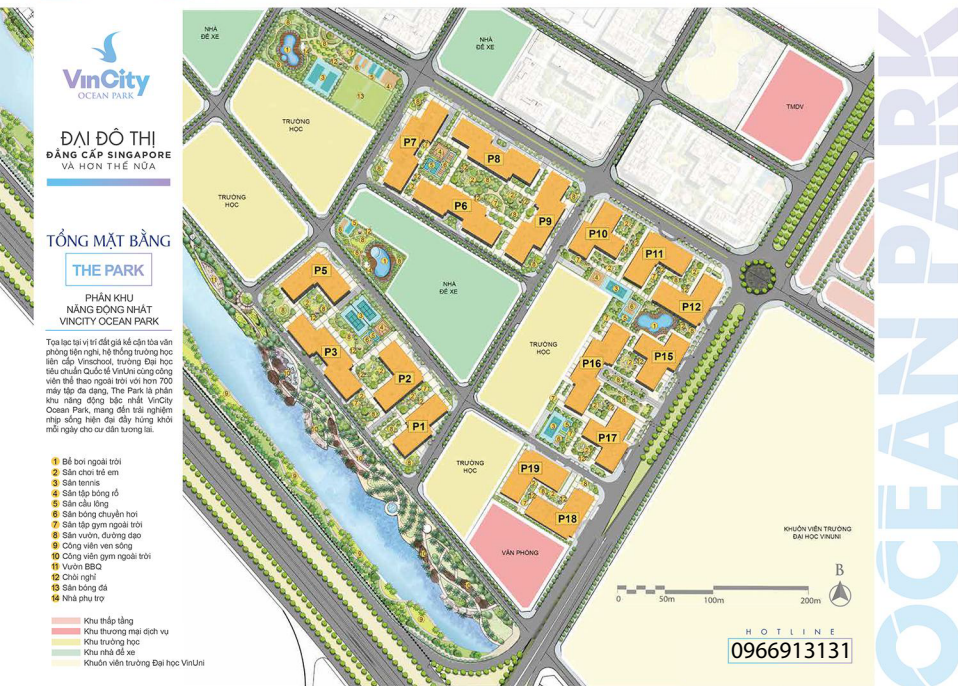 VinCity
OCEAN PARK
ĐẠI ĐÔ THỊ
ĐẲNG CẤP SINGAPORE
VÀ HƠN THẾ NỮA
TỔNG MẶT BẰNG
THE PARK
PHÂN KHU
NĂNG ĐỘNG NHẤT
VINCITY OCEAN PARK
Tọa lạc tại vị trí đất giá kề cận tòa văn
phòng tiện nghi, hệ thống trường học
liên cấp Vinschool, trường Đại học
tiêu chuẩn Quốc tế VinUni cùng công
viên thể thao ngoài trời với hơn 700
máy tập đa dạng, The Park là phân
khu năng động bậc nhất VinCity
Ocean Park, mang đến trải nghiệm
nhịp sống hiện đại đầy hứng khởi
mỗi ngày cho cư dân tương lai.
1 Bể bơi ngoài trời
2 Sân chơi trẻ em
3 Sân tennis
4 Sân tập bóng rổ
5 Sân cầu lông
6 Sân bóng chuyền hơi
7 Sân tập gym ngoài trời
8 Sân vườn, đường dạo
9 Công viên ven sông
10 Công viên gym ngoài trời
11 Vườn BBQ
12 Chòi nghỉ
13 Sân bóng đá
14 Nhà phụ trợ
Khu thấp tầng
Khu thương mại dịch vụ
Khu trường học
Khu nhà để xe
Khuôn viên trường Đại học VinUni
NHÀ
ĐỂ XE
NHÀ
ĐỂ XE
TMDV
TRƯỜNG
HỌC
TRƯỜNG
HỌC
P7
P8
P6
P9
P10
P11
P12
P5
NHÀ
ĐỂ XE
P3
P2
P1
TRƯỜNG
HỌC
P16
P15
P17
TRƯỜNG
HỌC
P19
P18
VĂN PHÒNG
KHUÔN VIÊN TRƯỜNG
ĐẠI HỌC VINUNI
B
0 50m 100m 200m
HOTLINE
0966913131
OCEAN PARK